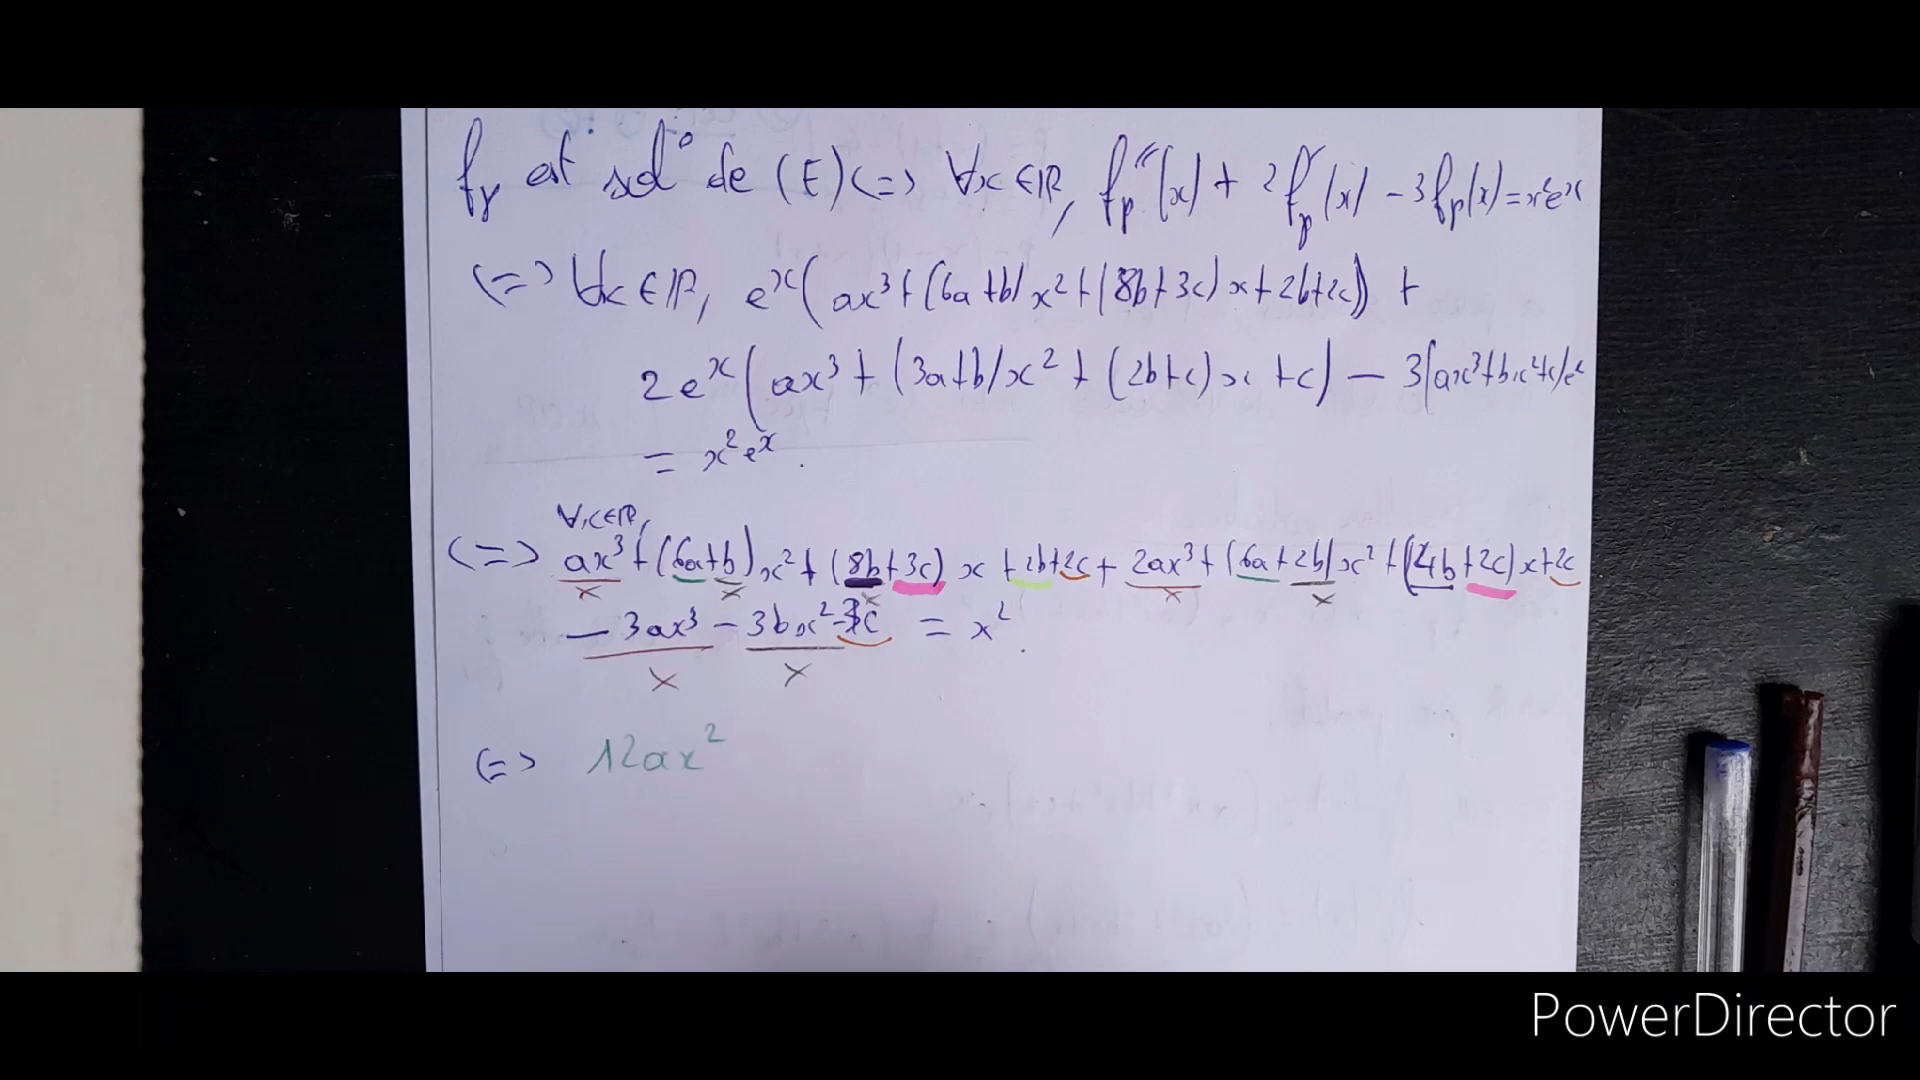 fp est sol° de (E) <=> ∀x ∈ ℝ, fp''(x) + 2fp'(x) - 3fp(x) = x²eˣ
<=> ∀x ∈ ℝ, eˣ(ax³ + (6a+b)x² + (8b+3c)x + 2b+2c)) +
2eˣ(ax³ + (3a+b)x² + (2b+c)x + c) - 3(ax³+bx²+c)eˣ
= x²eˣ.
∀x∈ℝ,
<=> ax³ + (6a+b)x² + (8b+3c)x + 2b+2c + 2ax³ + (6a+2b)x² + (4b+2c)x + 2c
- 3ax³ - 3bx² - 3c = x².
<=> 12ax²
PowerDirector